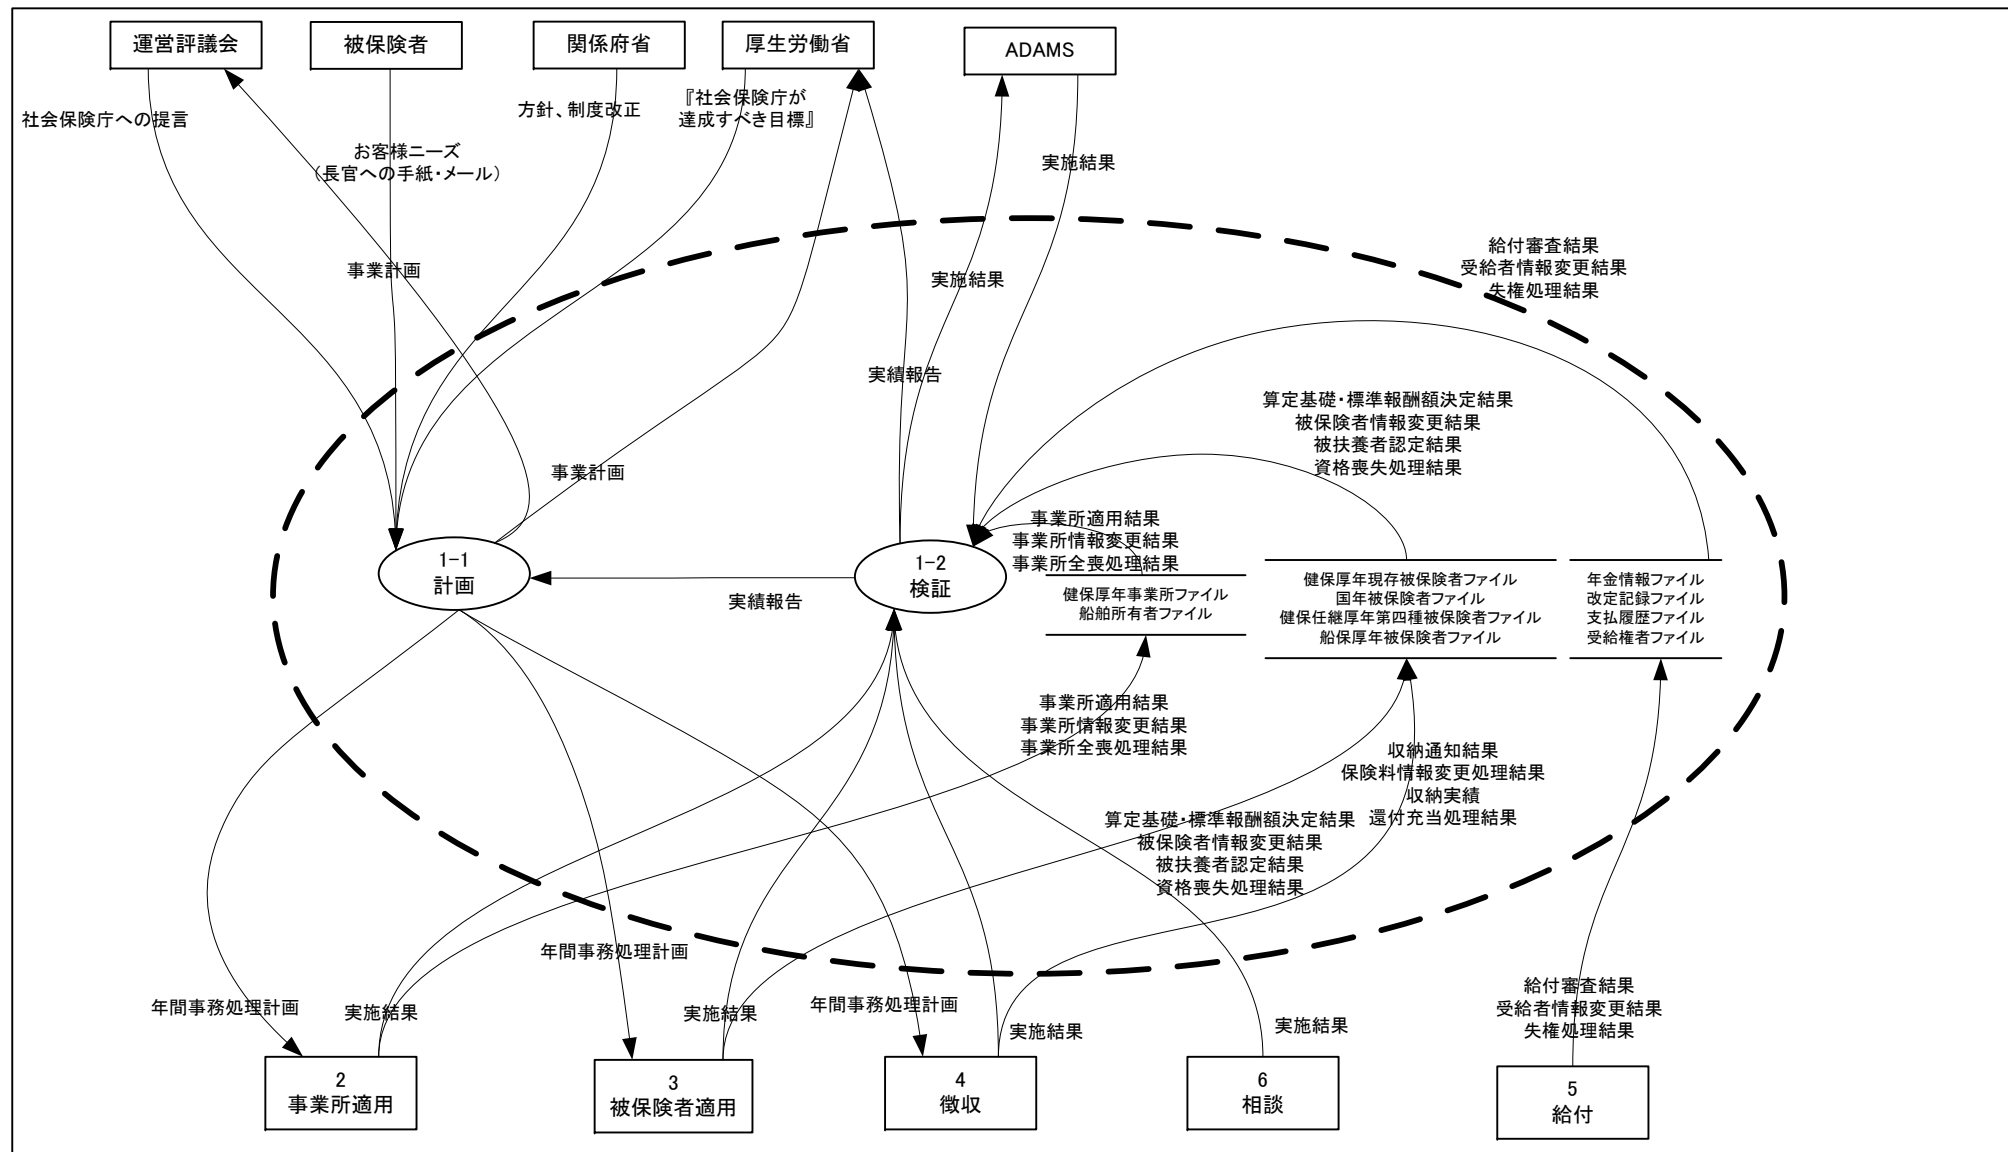 運営評議会
被保険者
関係府省
厚生労働省
ADAMS
社会保険庁への提言
お客様ニーズ
（長官への手紙・メール）
方針、制度改正
『社会保険庁が
達成すべき目標』
実施結果
事業計画
実施結果
給付審査結果
受給者情報変更結果
失権処理結果
実績報告
事業計画
算定基礎・標準報酬額決定結果
被保険者情報変更結果
被扶養者認定結果
資格喪失処理結果
事業所適用結果
事業所情報変更結果
事業所全喪処理結果
1-1
計画
1-2
検証
実績報告
健保厚年事業所ファイル
船舶所有者ファイル
健保厚年現存被保険者ファイル
国年被保険者ファイル
健保任継厚年第四種被保険者ファイル
船保厚年被保険者ファイル
年金情報ファイル
改定記録ファイル
支払履歴ファイル
受給権者ファイル
事業所適用結果
事業所情報変更結果
事業所全喪処理結果
収納通知結果
保険料情報変更処理結果
収納実績
還付充当処理結果
算定基礎・標準報酬額決定結果
被保険者情報変更結果
被扶養者認定結果
資格喪失処理結果
年間事務処理計画
実施結果
年間事務処理計画
実施結果
年間事務処理計画
実施結果
実施結果
給付審査結果
受給者情報変更結果
失権処理結果
2
事業所適用
3
被保険者適用
4
徴収
6
相談
5
給付